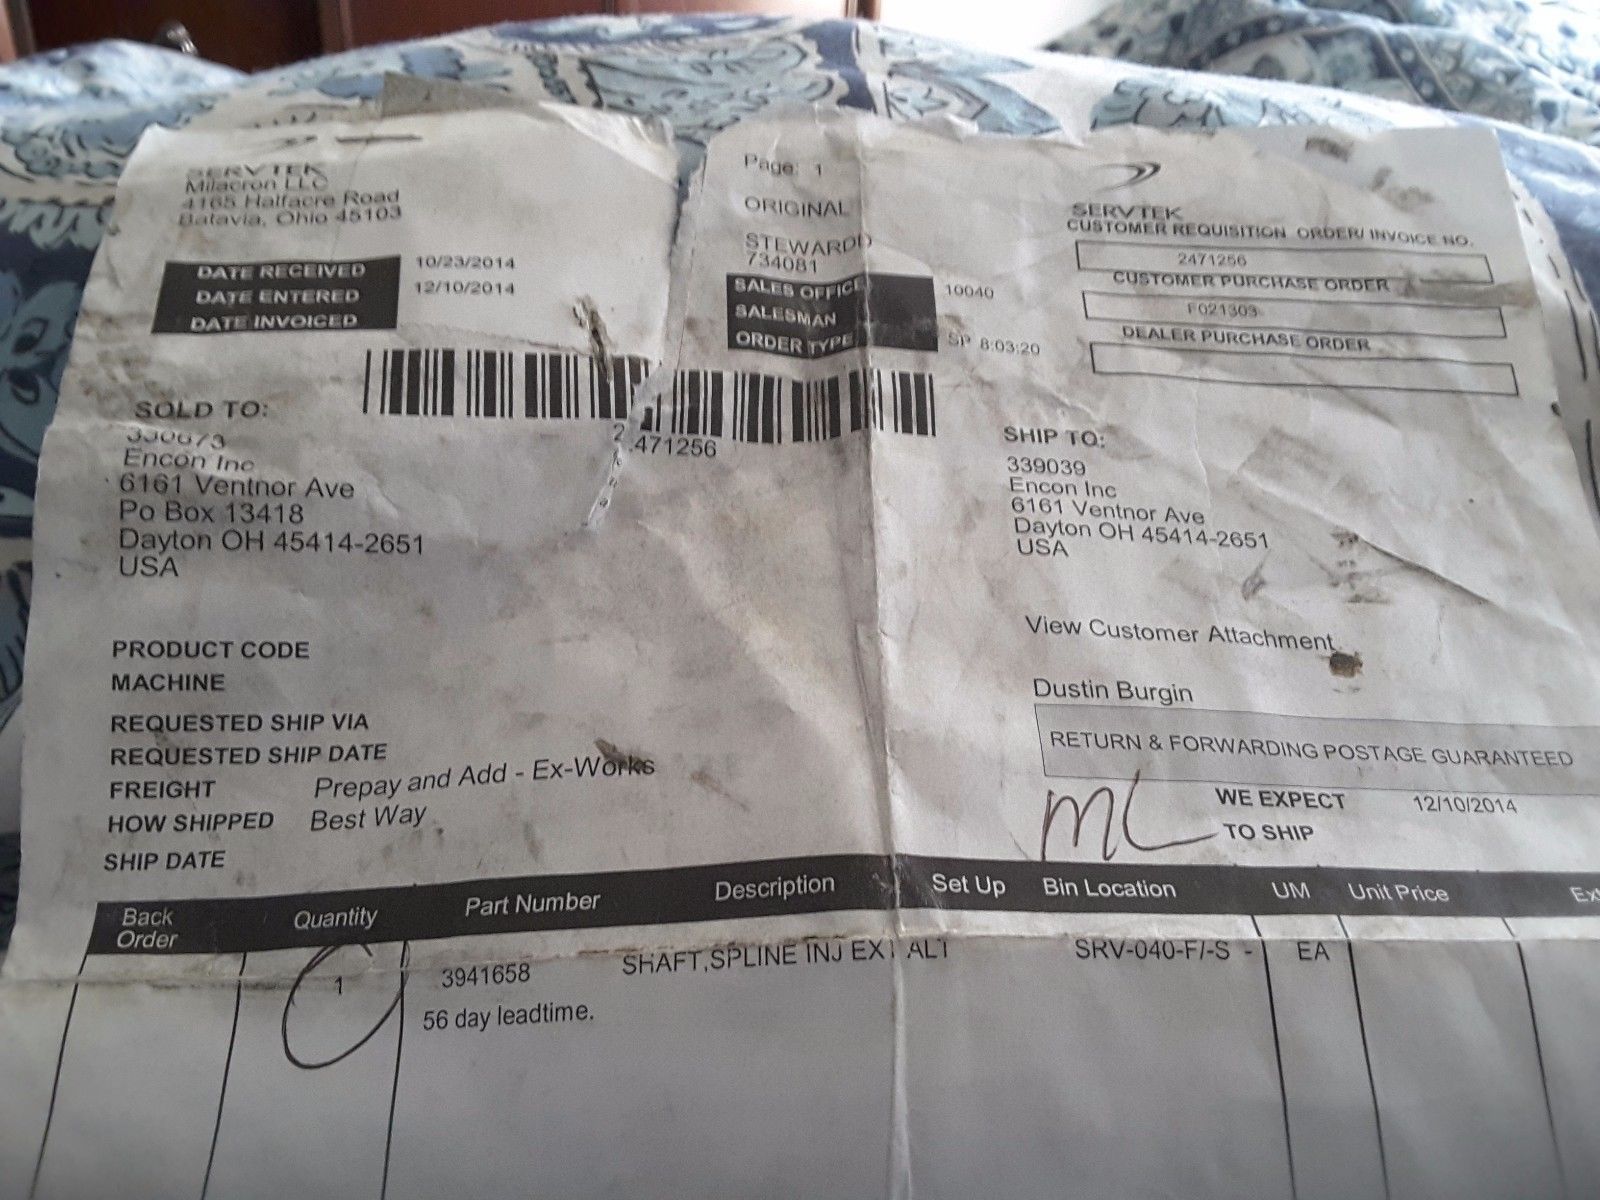 SERVTEK
Milacron LLC
4165 Halfacre Road
Batavia, Ohio 45103
DATE RECEIVED 10/23/2014
DATE ENTERED 12/10/2014
DATE INVOICED
Page: 1
ORIGINAL
STEWARDD
734081
SALES OFFICE 10040
SALESMAN
ORDER TYPE SP 8:03:20
SERVTEK
CUSTOMER REQUISITION ORDER/ INVOICE NO.
2471256
CUSTOMER PURCHASE ORDER
F021303
DEALER PURCHASE ORDER
2471256
SOLD TO:
Encon Inc
6161 Ventnor Ave
Po Box 13418
Dayton OH 45414-2651
USA
SHIP TO:
339039
Encon Inc
6161 Ventnor Ave
Dayton OH 45414-2651
USA
View Customer Attachment
Dustin Burgin
RETURN & FORWARDING POSTAGE GUARANTEED
PRODUCT CODE
MACHINE
REQUESTED SHIP VIA
REQUESTED SHIP DATE
FREIGHT Prepay and Add - Ex-Works
HOW SHIPPED Best Way
SHIP DATE
WE EXPECT 12/10/2014
TO SHIP
Back Order Quantity Part Number Description Set Up Bin Location UM Unit Price
1 3941658 SHAFT,SPLINE INJ EXT ALT SRV-040-F/-S - EA
56 day leadtime.